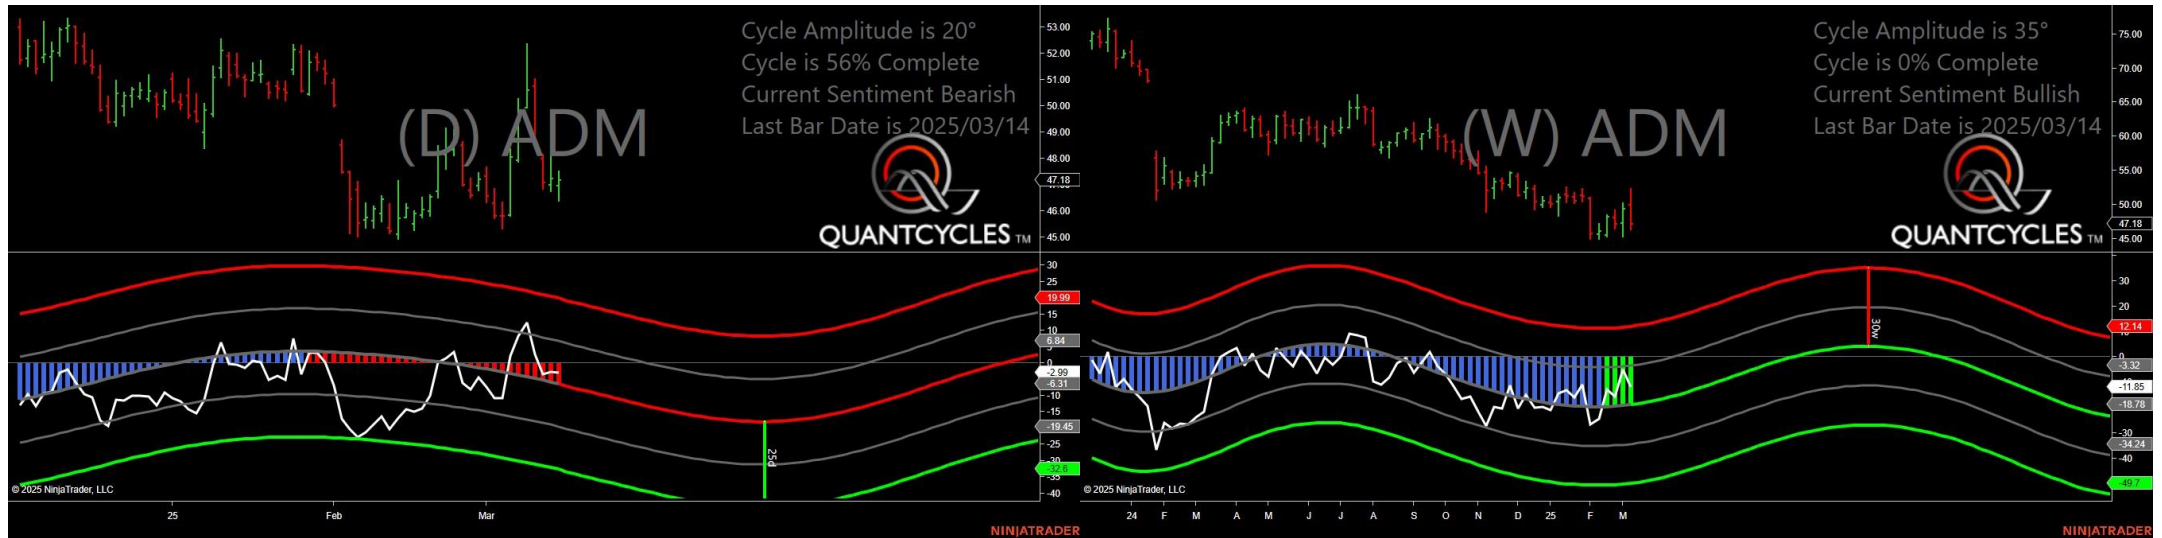 Cycle Amplitude is 20°
Cycle is 56% Complete
Current Sentiment Bearish
Last Bar Date is 2025/03/14
(D) ADM
QUANTCYCLES TM
53.00
52.00
51.00
50.00
49.00
48.00
47.18
46.00
45.00
30
25
19.99
15
10
6.84
0
-2.99
-6.31
-10
-15
-19.45
-25
-30
-32.6
-35
-40
25d
© 2025 NinjaTrader, LLC
25 Feb Mar
NINJATRADER
Cycle Amplitude is 35°
Cycle is 0% Complete
Current Sentiment Bullish
Last Bar Date is 2025/03/14
(W) ADM
QUANTCYCLES TM
75.00
70.00
65.00
60.00
55.00
50.00
47.18
45.00
30
20
12.14
0
-3.32
-11.85
-18.78
-30
-34.24
-40
-49.7
30w
© 2025 NinjaTrader, LLC
24 F M A M J J A S O N D 25 F M
NINJATRADER